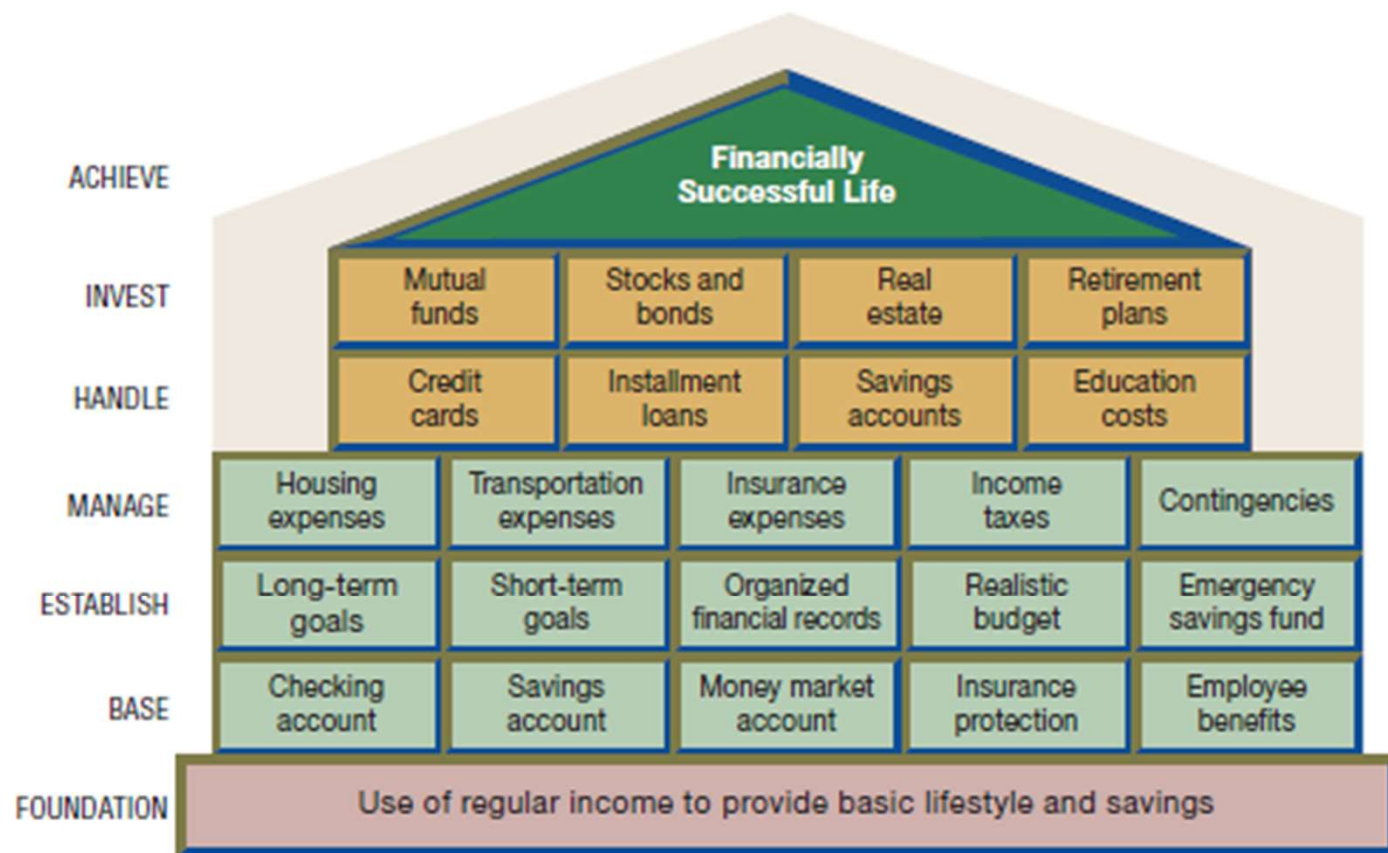 Financially
Successful Life
ACHIEVE
INVEST
Mutual
funds
Stocks and
bonds
Real
estate
Retirement
plans
HANDLE
Credit
cards
Installment
loans
Savings
accounts
Education
costs
MANAGE
Housing
expenses
Transportation
expenses
Insurance
expenses
Income
taxes
Contingencies
ESTABLISH
Long-term
goals
Short-term
goals
Organized
financial records
Realistic
budget
Emergency
savings fund
BASE
Checking
account
Savings
account
Money market
account
Insurance
protection
Employee
benefits
FOUNDATION
Use of regular income to provide basic lifestyle and savings